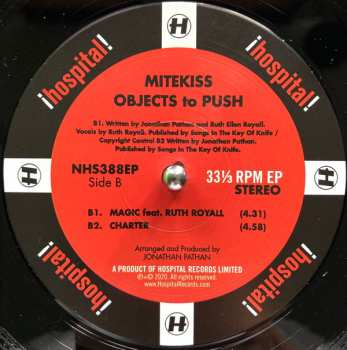 ¡hospital!
¡hospital!
MITEKISS
OBJECTS to PUSH
B1. Written by Jonathan Pathan and Ruth Ellen Royall.
Vocals by Ruth Royall. Published by Songs In The Key Of Knife /
Copyright Control B2 Written by Jonathan Pathan.
Published by Songs In The Key Of Knife.
NHS388EP
Side B
33⅓ RPM EP
STEREO
B1. MAGIC feat. RUTH ROYALL (4.31)
B2. CHARTER (4.58)
Arranged and Produced by
JONATHAN PATHAN
A PRODUCT OF HOSPITAL RECORDS LIMITED
℗+© 2020. All rights reserved.
www.HospitalRecords.com
¡hospital!
¡hospital!